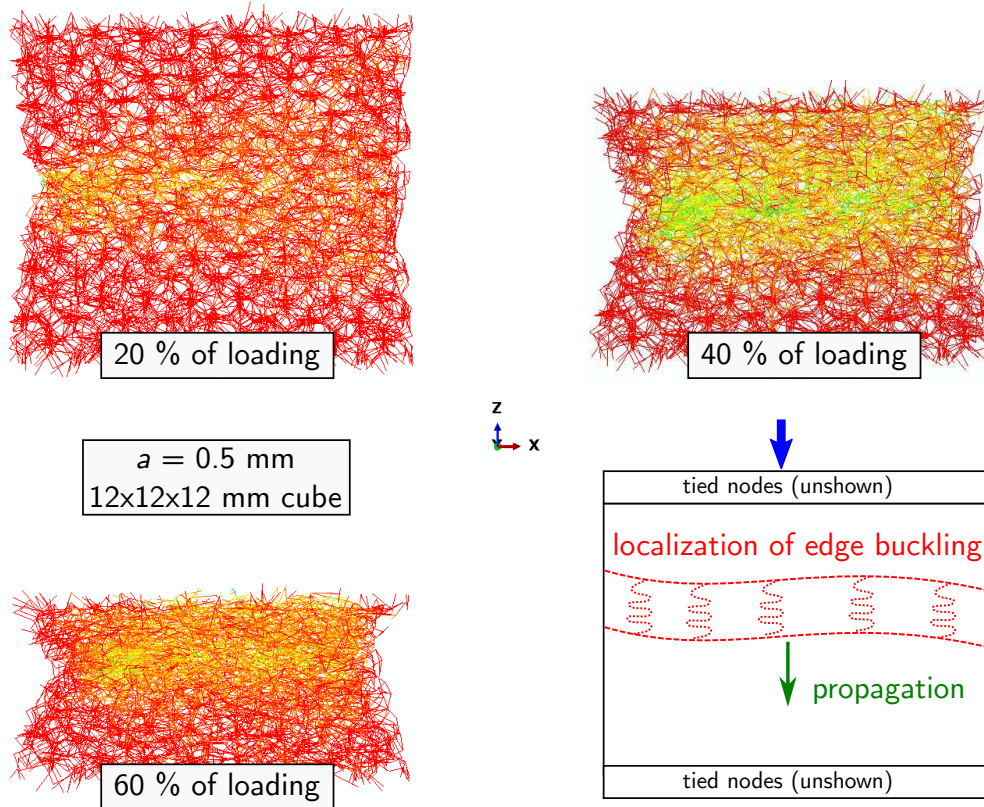 20 % of loading
40 % of loading
z
x
a = 0.5 mm
12x12x12 mm cube
tied nodes (unshown)
localization of edge buckling
propagation
60 % of loading
tied nodes (unshown)